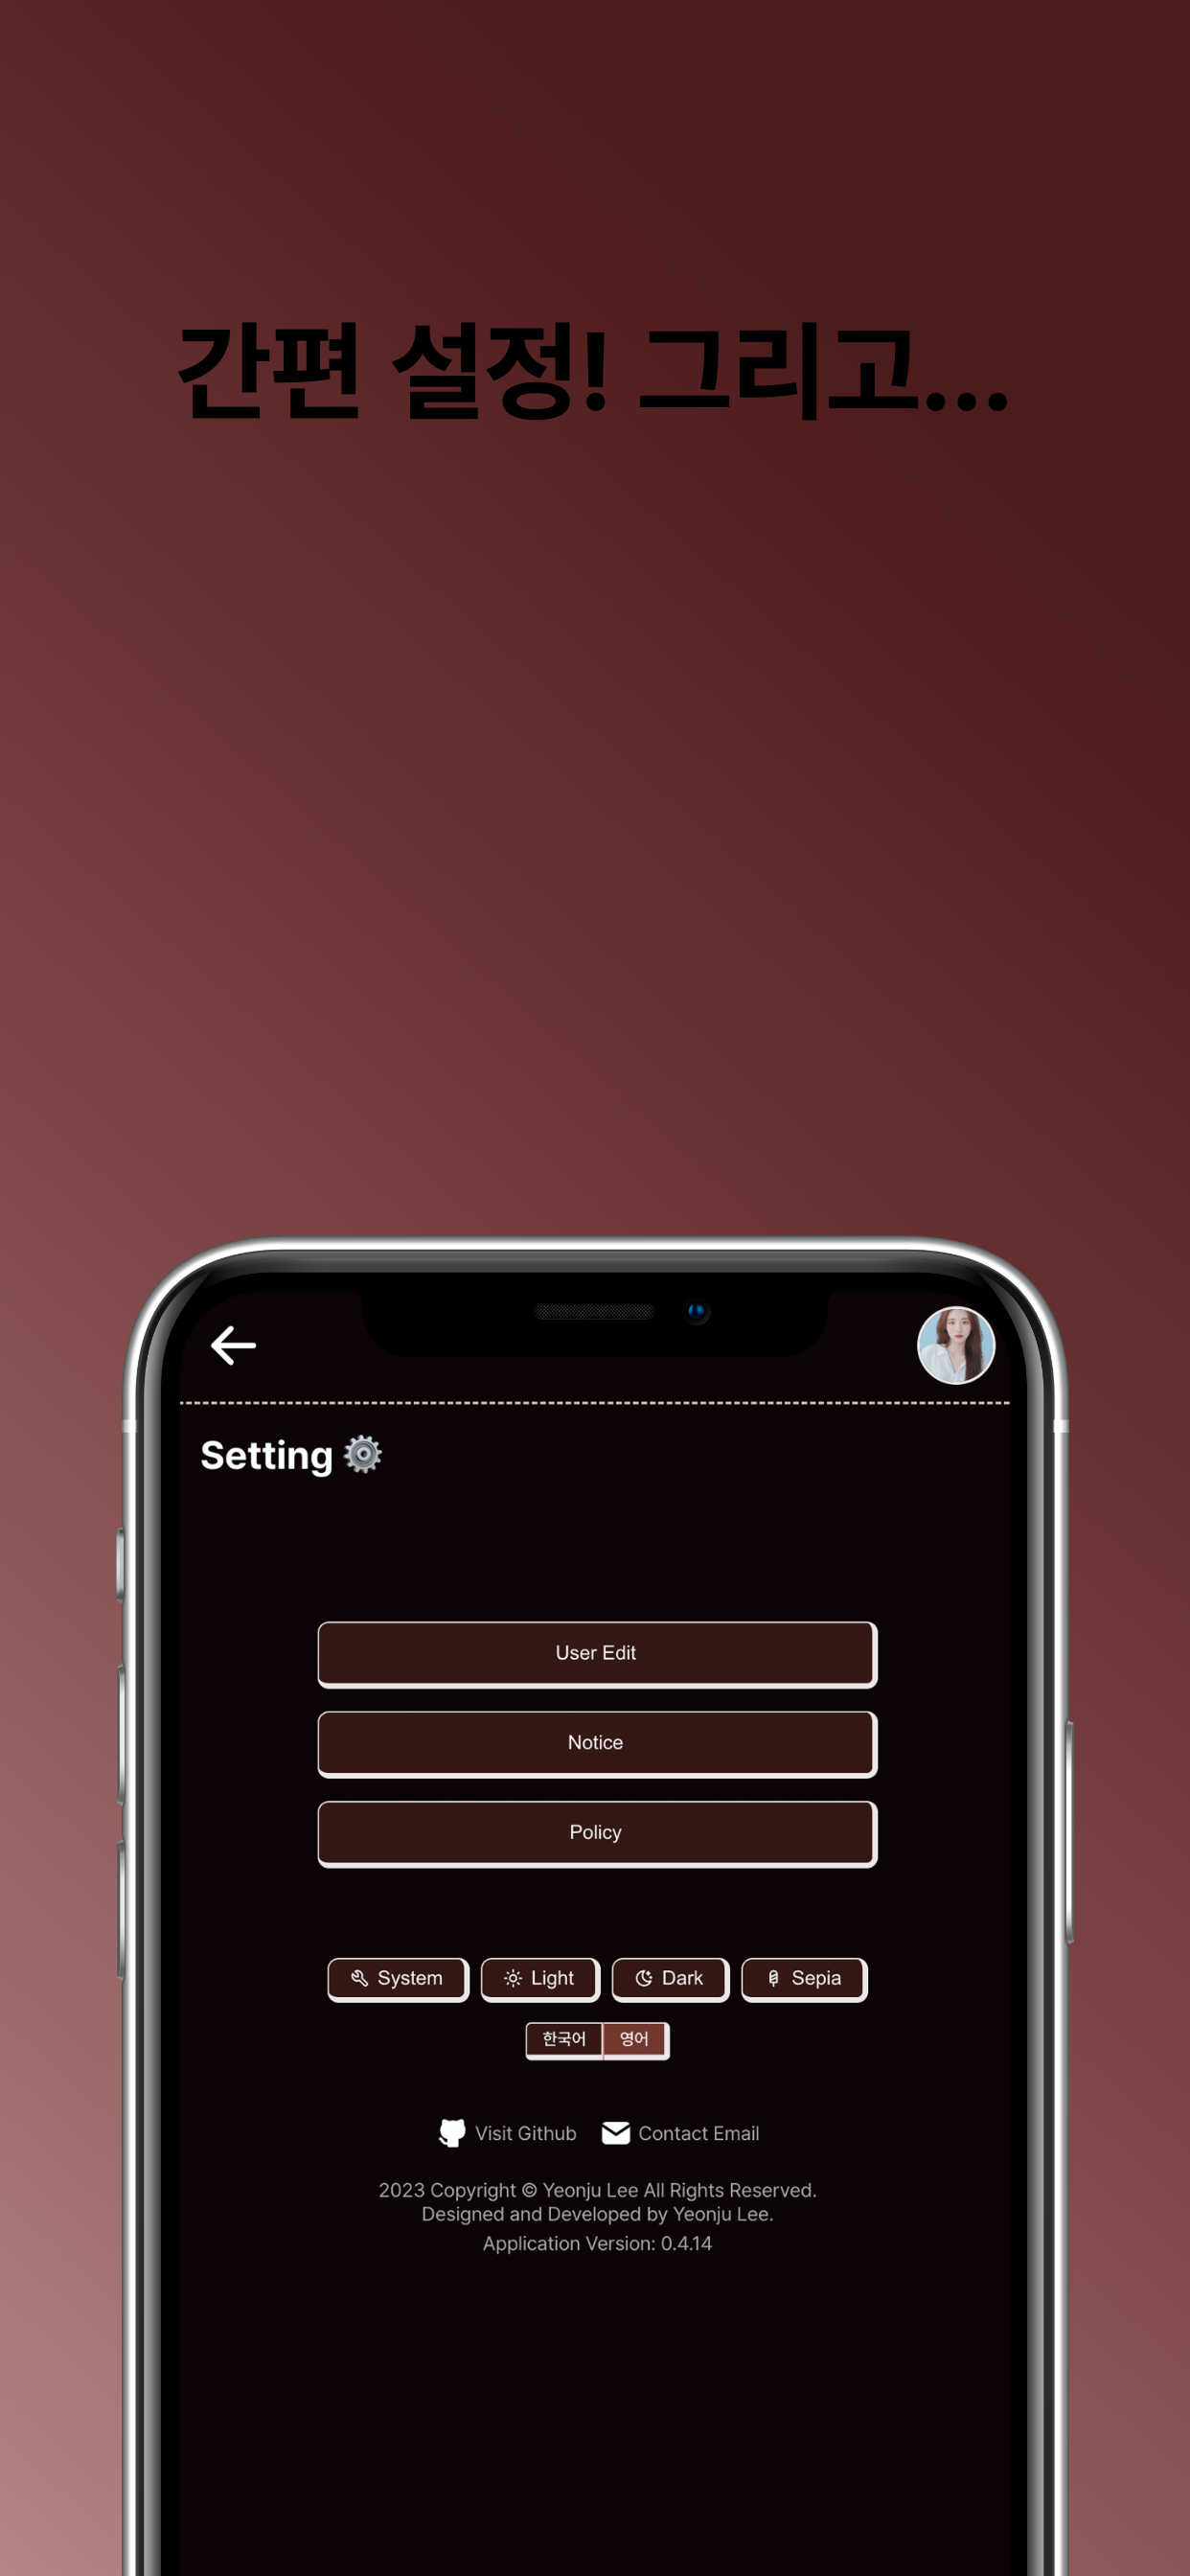 간편 설정! 그리고...
Setting
User Edit
Notice
Policy
System Light Dark Sepia
한국어 영어
Visit Github Contact Email
2023 Copyright © Yeonju Lee All Rights Reserved.
Designed and Developed by Yeonju Lee.
Application Version: 0.4.14